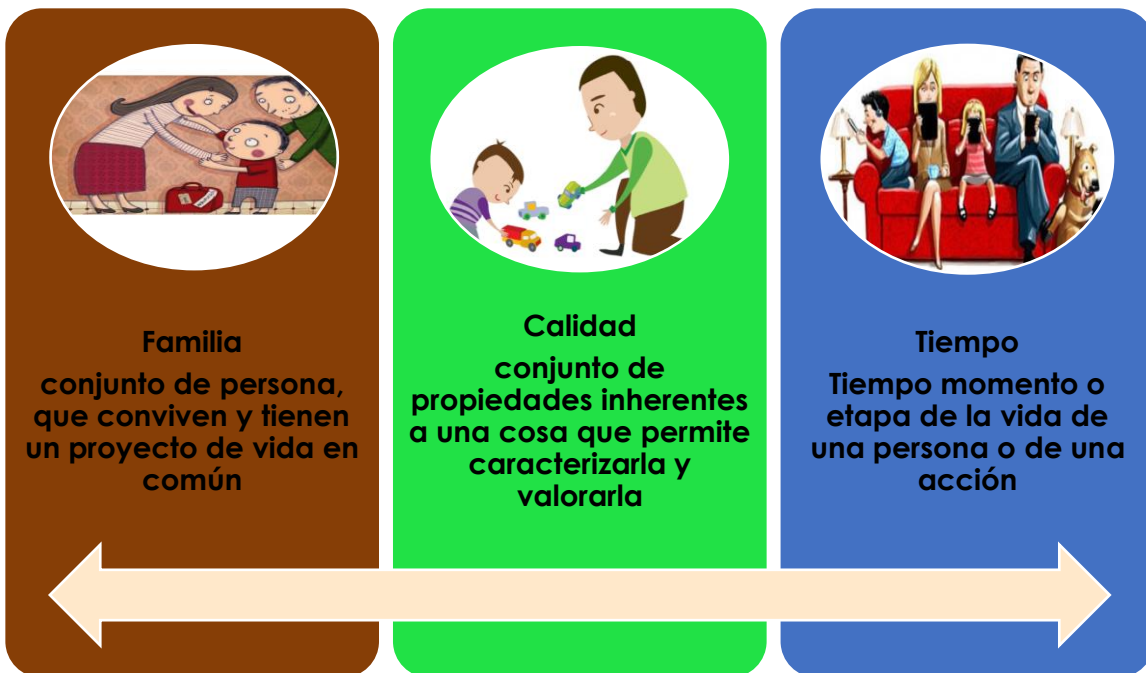 Familia
conjunto de persona,
que conviven y tienen
un proyecto de vida en
común
Calidad
conjunto de
propiedades inherentes
a una cosa que permite
caracterizarla y
valorarla
Tiempo
Tiempo momento o
etapa de la vida de
una persona o de una
acción